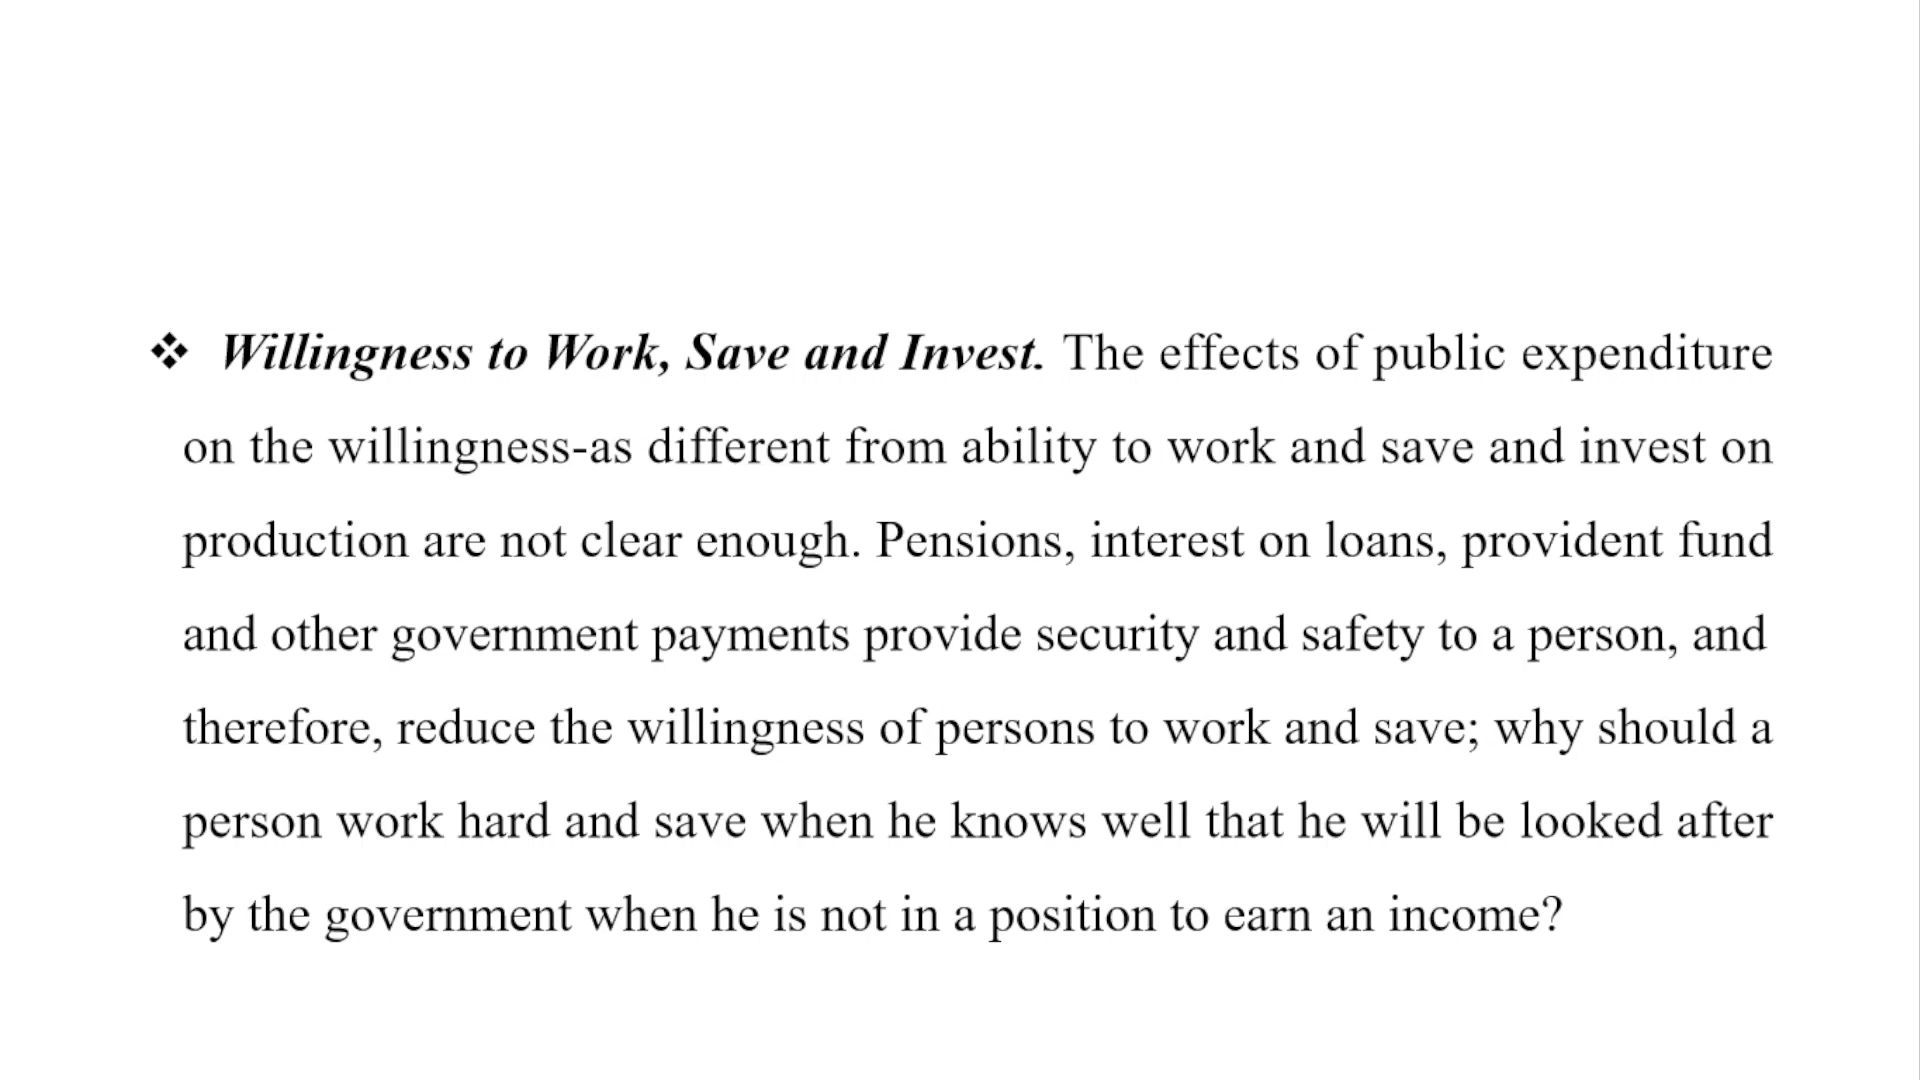 ❖ Willingness to Work, Save and Invest. The effects of public expenditure
on the willingness-as different from ability to work and save and invest on
production are not clear enough. Pensions, interest on loans, provident fund
and other government payments provide security and safety to a person, and
therefore, reduce the willingness of persons to work and save; why should a
person work hard and save when he knows well that he will be looked after
by the government when he is not in a position to earn an income?